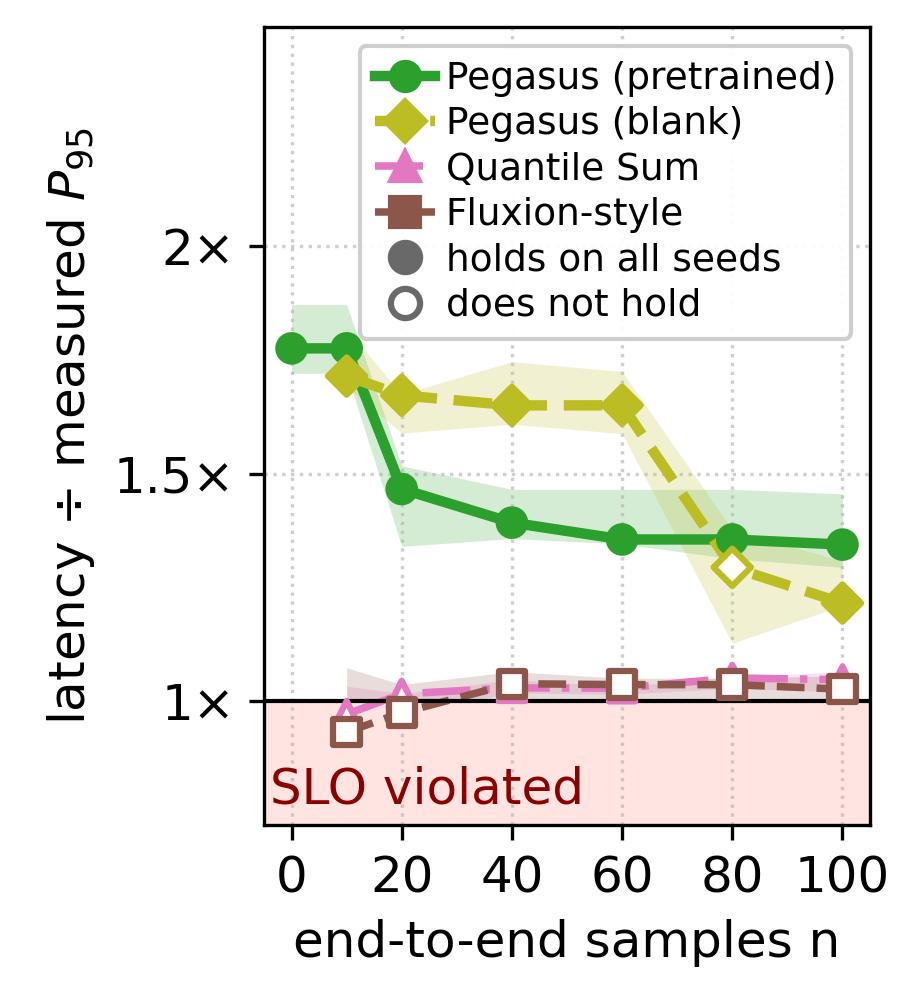 latency ÷ measured P95
2×
1.5×
1×
Pegasus (pretrained)
Pegasus (blank)
Quantile Sum
Fluxion-style
holds on all seeds
does not hold
SLO violated
0 20 40 60 80 100
end-to-end samples n